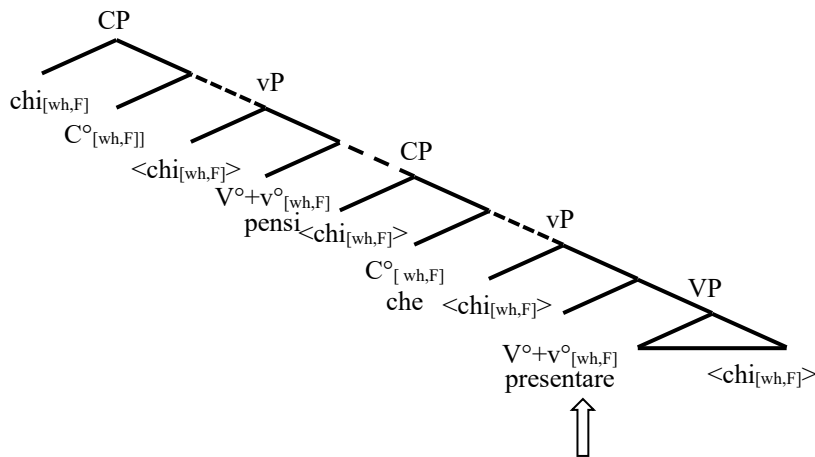 CP
chi[wh,F]
vP
C°[wh,F]]
<chi[wh,F]>
CP
V°+v°[wh,F]
pensi
<chi[wh,F]>
vP
C°[ wh,F]
che
<chi[wh,F]>
VP
V°+v°[wh,F]
presentare
<chi[wh,F]>